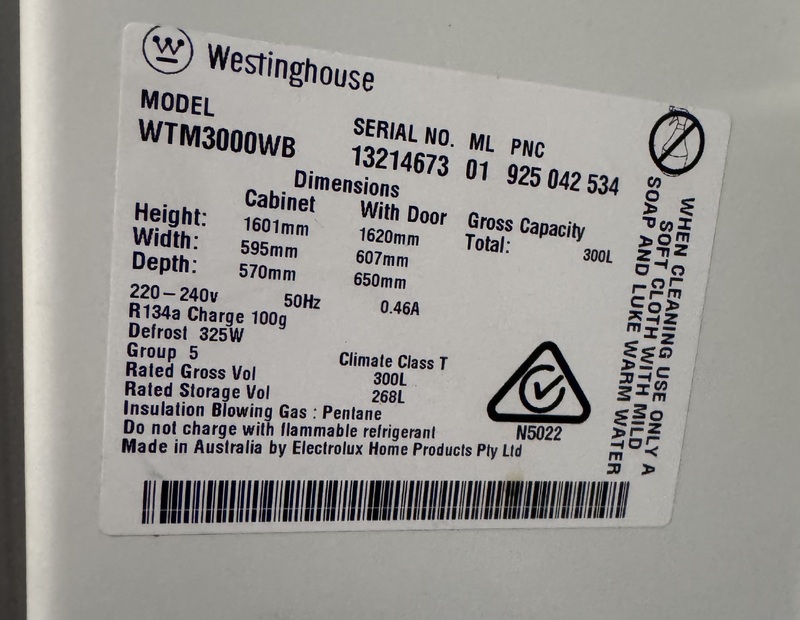 Westinghouse
MODEL SERIAL NO. ML PNC
WTM3000WB 13214673 01 925 042 534
Dimensions
Cabinet With Door Gross Capacity
Height: 1601mm 1620mm Total: 300L
Width: 595mm 607mm
Depth: 570mm 650mm
220-240v 50Hz 0.46A
R134a Charge 100g
Defrost 325W
Group 5 Climate Class T
Rated Gross Vol 300L
Rated Storage Vol 268L
Insulation Blowing Gas : Pentane
Do not charge with flammable refrigerant
Made in Australia by Electrolux Home Products Pty Ltd
N5022
WHEN CLEANING USE ONLY A
SOFT CLOTH WITH MILD
SOAP AND LUKE WARM WATER